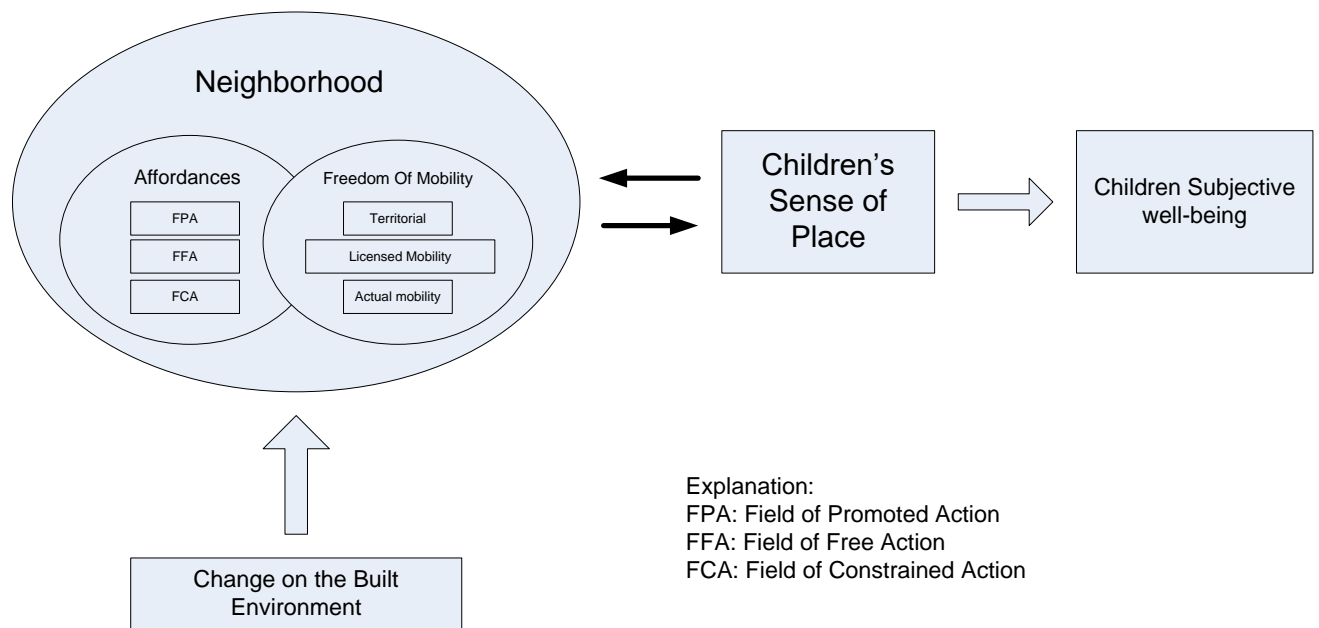 Neighborhood
Affordances
FPA
FFA
FCA
Freedom Of Mobility
Territorial
Licensed Mobility
Actual mobility
Children’s
Sense of
Place
Children Subjective
well-being
Change on the Built
Environment
Explanation:
FPA: Field of Promoted Action
FFA: Field of Free Action
FCA: Field of Constrained Action